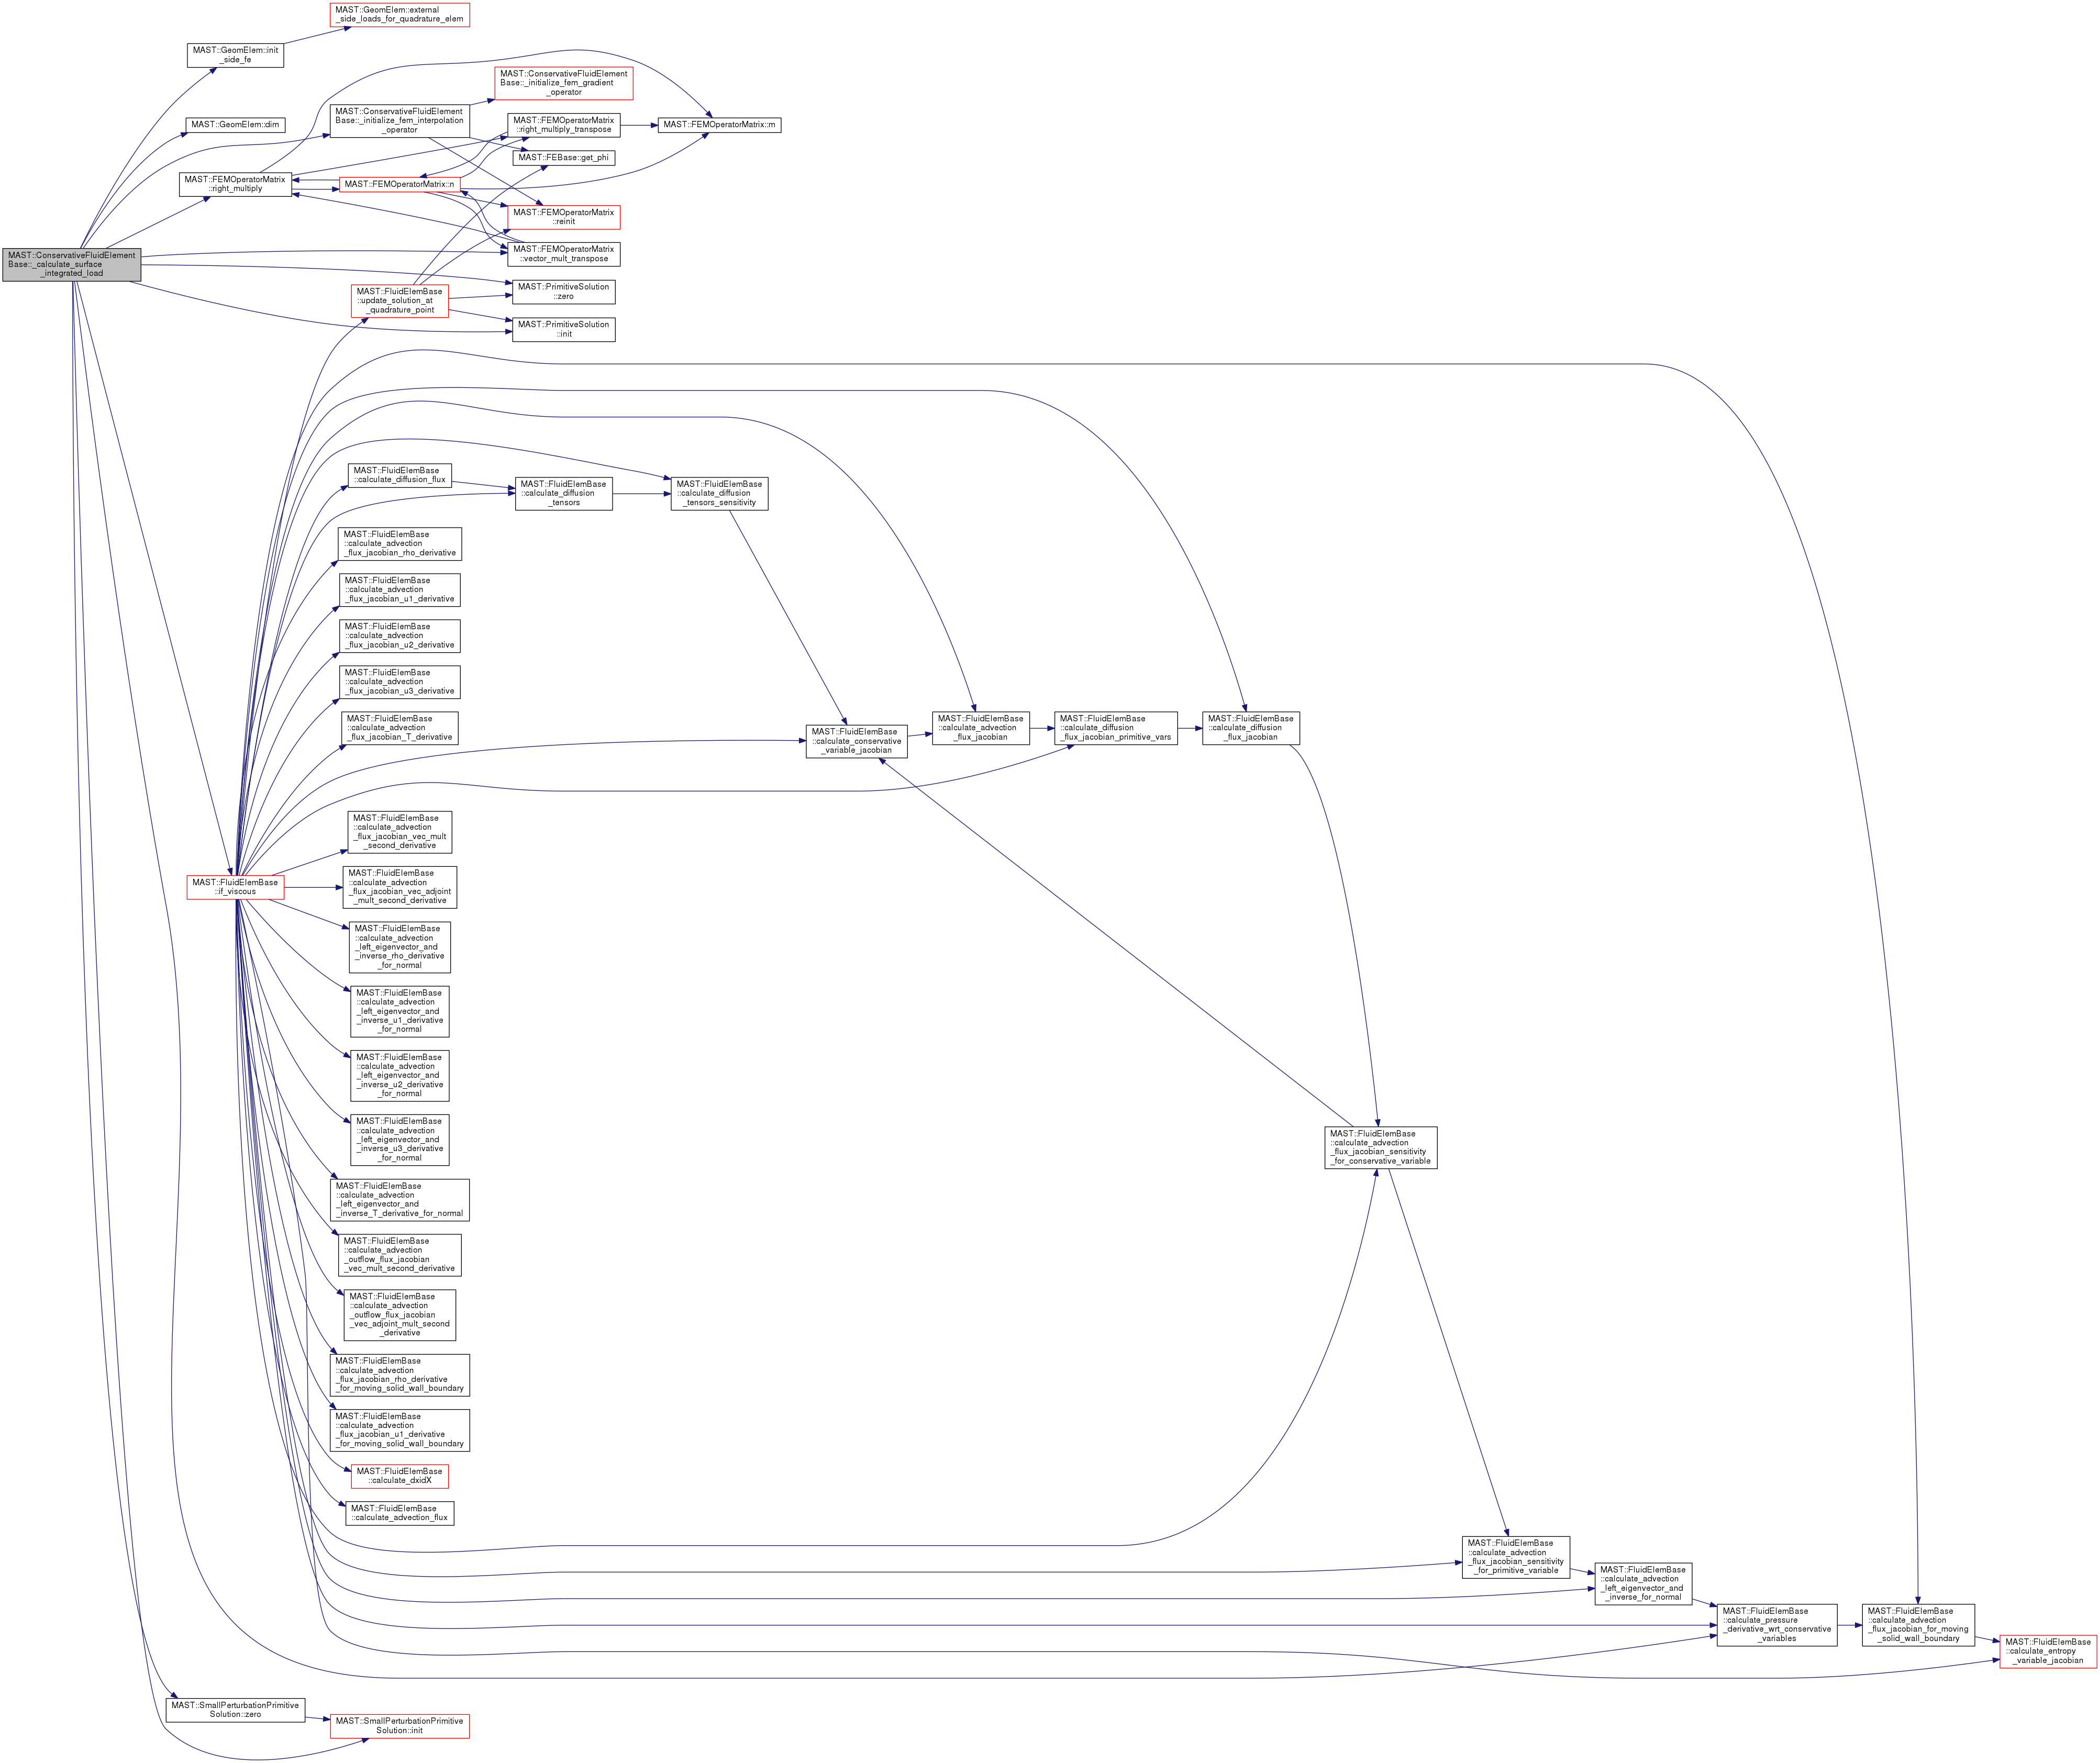 MAST::GeomElem::external
_side_loads_for_quadrature_elem
MAST::GeomElem::init
_side_fe
MAST::ConservativeFluidElement
Base::_initialize_fem_gradient
_operator
MAST::GeomElem::dim
MAST::ConservativeFluidElement
Base::_initialize_fem_interpolation
_operator
MAST::FEMOperatorMatrix
::right_multiply_transpose
MAST::FEMOperatorMatrix::m
MAST::FEBase::get_phi
MAST::FEMOperatorMatrix
::right_multiply
MAST::FEMOperatorMatrix::n
MAST::FEMOperatorMatrix
::reinit
MAST::FEMOperatorMatrix
::vector_mult_transpose
MAST::ConservativeFluidElement
Base::_calculate_surface
_integrated_load
MAST::PrimitiveSolution
::zero
MAST::FluidElemBase
::update_solution_at
_quadrature_point
MAST::PrimitiveSolution
::init
MAST::FluidElemBase
::calculate_diffusion_flux
MAST::FluidElemBase
::calculate_diffusion
_tensors
MAST::FluidElemBase
::calculate_diffusion
_tensors_sensitivity
MAST::FluidElemBase
::calculate_advection
_flux_jacobian_rho_derivative
MAST::FluidElemBase
::calculate_advection
_flux_jacobian_u1_derivative
MAST::FluidElemBase
::calculate_advection
_flux_jacobian_u2_derivative
MAST::FluidElemBase
::calculate_advection
_flux_jacobian_u3_derivative
MAST::FluidElemBase
::calculate_advection
_flux_jacobian_T_derivative
MAST::FluidElemBase
::calculate_conservative
_variable_jacobian
MAST::FluidElemBase
::calculate_advection
_flux_jacobian
MAST::FluidElemBase
::calculate_diffusion
_flux_jacobian_primitive_vars
MAST::FluidElemBase
::calculate_diffusion
_flux_jacobian
MAST::FluidElemBase
::calculate_advection
_flux_jacobian_vec_mult
_second_derivative
MAST::FluidElemBase
::if_viscous
MAST::FluidElemBase
::calculate_advection
_flux_jacobian_vec_adjoint
_mult_second_derivative
MAST::FluidElemBase
::calculate_advection
_left_eigenvector_and
_inverse_rho_derivative
_for_normal
MAST::FluidElemBase
::calculate_advection
_left_eigenvector_and
_inverse_u1_derivative
_for_normal
MAST::FluidElemBase
::calculate_advection
_left_eigenvector_and
_inverse_u2_derivative
_for_normal
MAST::FluidElemBase
::calculate_advection
_left_eigenvector_and
_inverse_u3_derivative
_for_normal
MAST::FluidElemBase
::calculate_advection
_flux_jacobian_sensitivity
_for_conservative_variable
MAST::FluidElemBase
::calculate_advection
_left_eigenvector_and
_inverse_T_derivative_for_normal
MAST::FluidElemBase
::calculate_advection
_outflow_flux_jacobian
_vec_mult_second_derivative
MAST::FluidElemBase
::calculate_advection
_outflow_flux_jacobian
_vec_adjoint_mult_second
_derivative
MAST::FluidElemBase
::calculate_advection
_flux_jacobian_rho_derivative
_for_moving_solid_wall_boundary
MAST::FluidElemBase
::calculate_advection
_flux_jacobian_u1_derivative
_for_moving_solid_wall_boundary
MAST::FluidElemBase
::calculate_dxidX
MAST::FluidElemBase
::calculate_advection_flux
MAST::FluidElemBase
::calculate_advection
_flux_jacobian_sensitivity
_for_primitive_variable
MAST::FluidElemBase
::calculate_advection
_left_eigenvector_and
_inverse_for_normal
MAST::FluidElemBase
::calculate_pressure
_derivative_wrt_conservative
_variables
MAST::FluidElemBase
::calculate_advection
_flux_jacobian_for_moving
_solid_wall_boundary
MAST::FluidElemBase
::calculate_entropy
_variable_jacobian
MAST::SmallPerturbationPrimitive
Solution::zero
MAST::SmallPerturbationPrimitive
Solution::init